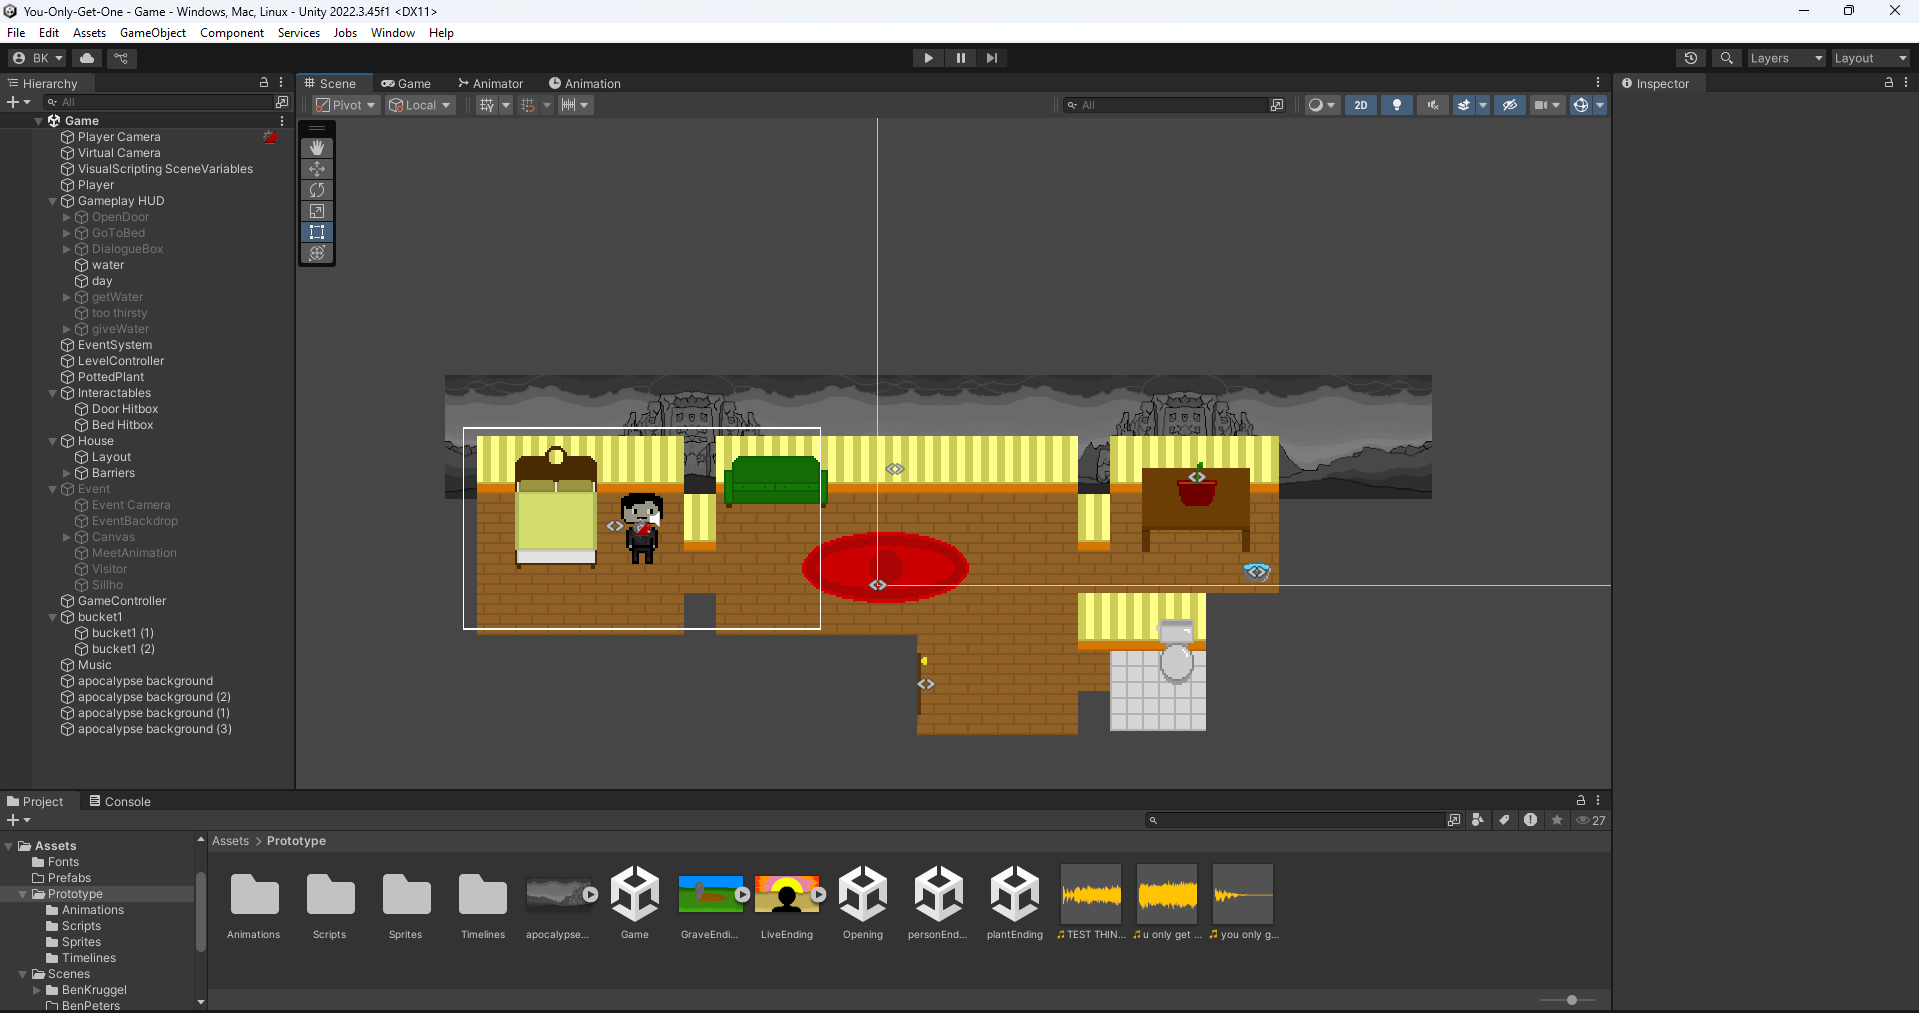 You-Only-Get-One - Game - Windows, Mac, Linux - Unity 2022.3.45f1 <DX11>
File Edit Assets GameObject Component Services Jobs Window Help
BK Layers Layout
Hierarchy
All
Game
Player Camera
Virtual Camera
VisualScripting SceneVariables
Player
Gameplay HUD
OpenDoor
GoToBed
DialogueBox
water
day
getWater
too thirsty
giveWater
EventSystem
LevelController
PottedPlant
Interactables
Door Hitbox
Bed Hitbox
House
Layout
Barriers
Event
Event Camera
EventBackdrop
Canvas
MeetAnimation
Visitor
Sillho
GameController
bucket1
bucket1 (1)
bucket1 (2)
Music
apocalypse background
apocalypse background (2)
apocalypse background (1)
apocalypse background (3)
Scene Game Animator Animation
Pivot Local All 2D
Inspector
Project Console
27
Assets
Fonts
Prefabs
Prototype
Animations
Scripts
Sprites
Timelines
Scenes
BenKruggel
BenPeters
Assets > Prototype
Animations Scripts Sprites Timelines apocalypse... Game GraveEndi... LiveEnding Opening personEnd... plantEnding TEST THIN... u only get ... you only g...